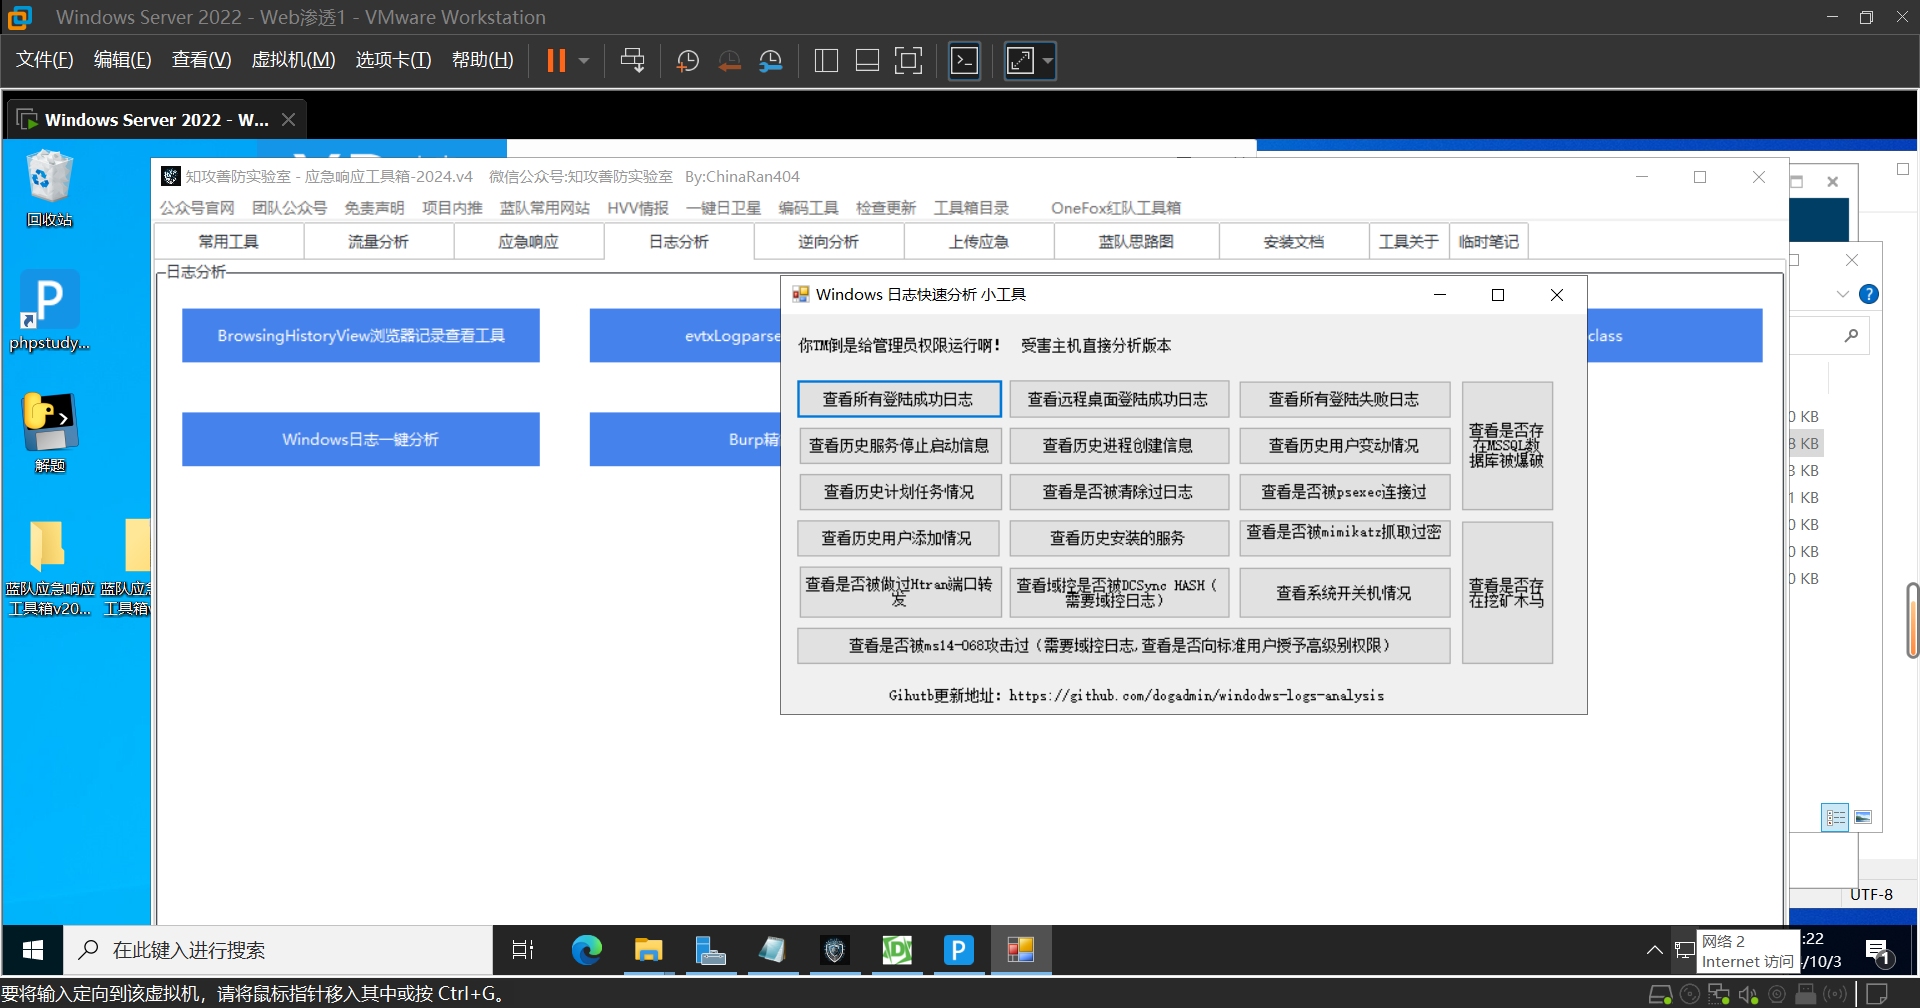 Windows Server 2022 - Web渗透1 - VMware Workstation
文件(F) 编辑(E) 查看(V) 虚拟机(M) 选项卡(T) 帮助(H)
Windows Server 2022 - W...
知攻善防实验室 - 应急响应工具箱-2024.v4 微信公众号:知攻善防实验室 By:ChinaRan404
公众号官网 团队公众号 免责声明 项目内推 蓝队常用网站 HVV情报 一键日卫星 编码工具 检查更新 工具箱目录 OneFox红队工具箱
常用工具 流量分析 应急响应 日志分析 逆向分析 上传应急 蓝队思路图 安装文档 工具关于 临时笔记
日志分析
BrowsingHistoryView浏览器记录查看工具 evtxLogparse class
Windows日志一键分析 Burp精
Windows 日志快速分析 小工具
你TM倒是给管理员权限运行啊! 受害主机直接分析版本
查看所有登陆成功日志 查看远程桌面登陆成功日志 查看所有登陆失败日志
查看历史服务停止启动信息 查看历史进程创建信息 查看历史用户变动情况
查看是否存
在MSSQL数
据库被爆破
查看历史计划任务情况 查看是否被清除过日志 查看是否被psexec连接过
查看历史用户添加情况 查看历史安装的服务 查看是否被mimikatz抓取过密
查看是否被做过Htran端口转
发
查看域控是否被DCSync HASH（
需要域控日志）
查看系统开关机情况
查看是否存
在挖矿木马
查看是否被ms14-068攻击过（需要域控日志,查看是否向标准用户授予高级别权限）
Gihutb更新地址: https://github.com/dogadmin/windodws-logs-analysis
回收站
phpstudy...
解题
蓝队应急响应
工具箱v20...
蓝队应急
工具箱v
0 KB
8 KB
3 KB
1 KB
0 KB
0 KB
0 KB
UTF-8
在此键入进行搜索
网络 2
Internet 访问
:22
/10/3
1
要将输入定向到该虚拟机，请将鼠标指针移入其中或按 Ctrl+G。